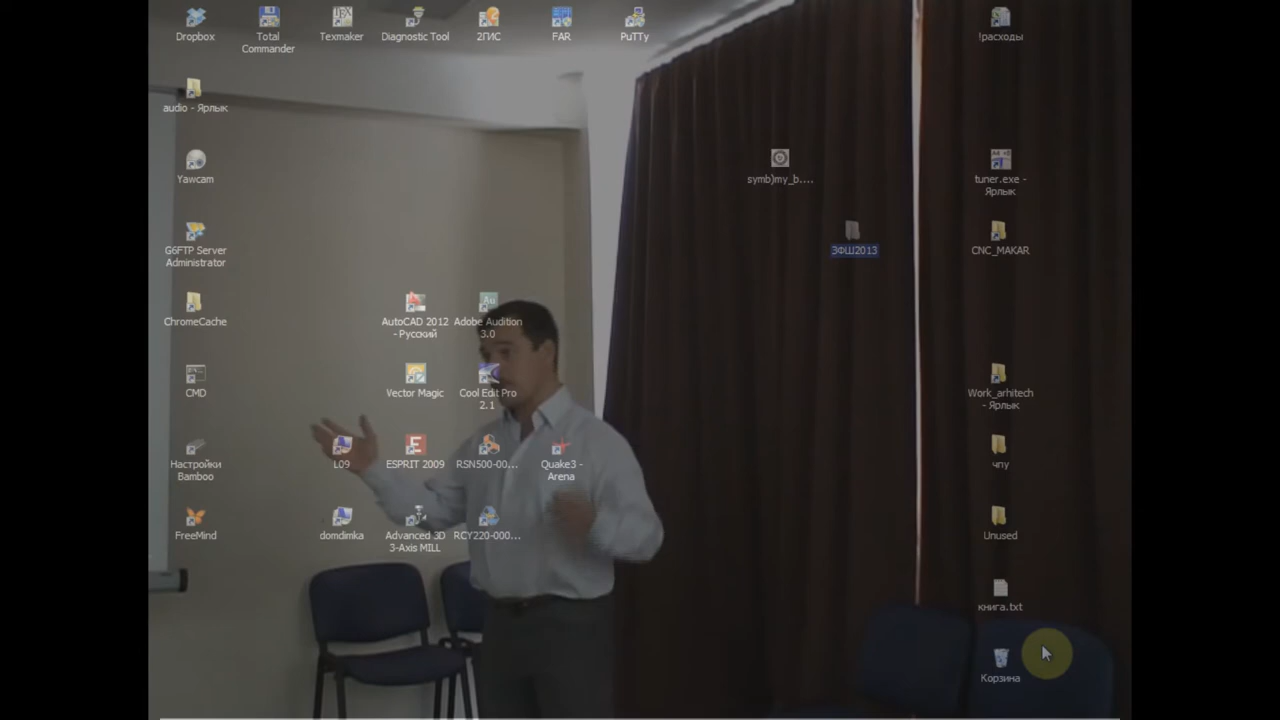 Dropbox
Total
Commander
Texmaker
Diagnostic Tool
2ГИС
FAR
PuTTy
!расходы
audio - Ярлык
Yawcam
symb)my_b....
tuner.exe -
Ярлык
G6FTP Server
Administrator
ЭФШ2013
CNC_MAKAR
ChromeCache
AutoCAD 2012
- Русский
Adobe Audition
3.0
CMD
Vector Magic
Cool Edit Pro
2.1
Work_arhitech
- Ярлык
Настройки
Bamboo
L09
ESPRIT 2009
RSN500-00...
Quake3 -
Arena
чпу
FreeMind
domdimka
Advanced 3D
3-Axis MILL
RCY220-000...
Unused
книга.txt
Корзина